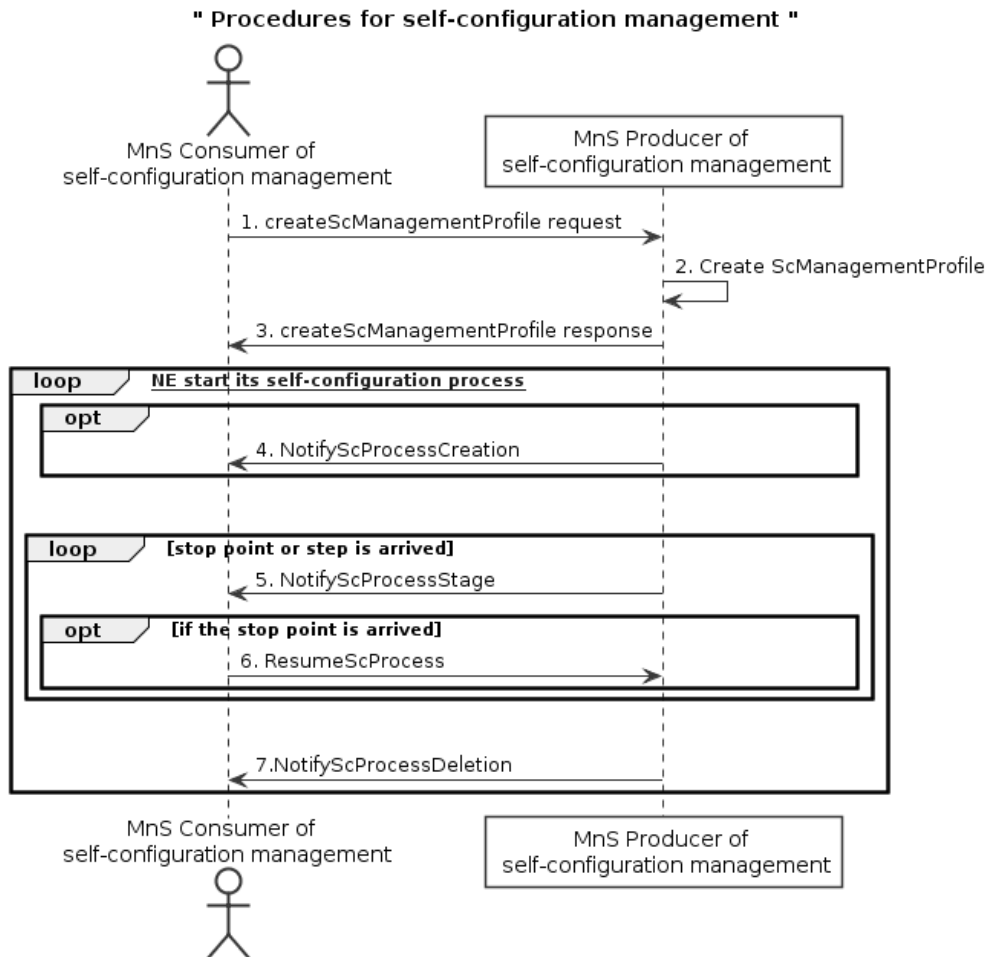 " Procedures for self-configuration management "
MnS Consumer of
self-configuration management
MnS Producer of
self-configuration management
1. createScManagementProfile request
2. Create ScManagementProfile
3. createScManagementProfile response
loop
NE start its self-configuration process
opt
4. NotifyScProcessCreation
loop
[stop point or step is arrived]
5. NotifyScProcessStage
opt
[if the stop point is arrived]
6. ResumeScProcess
7.NotifyScProcessDeletion
MnS Consumer of
self-configuration management
MnS Producer of
self-configuration management